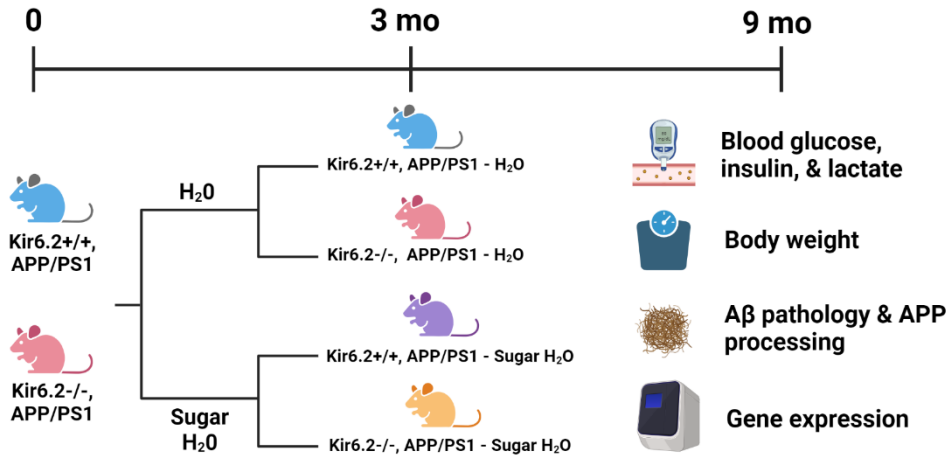 0
3 mo
9 mo
Kir6.2+/+,
APP/PS1
Kir6.2-/-,
APP/PS1
H₂0
Sugar
H₂0
Kir6.2+/+, APP/PS1 - H₂O
Kir6.2-/-, APP/PS1 - H₂O
Kir6.2+/+, APP/PS1 - Sugar H₂O
Kir6.2-/-, APP/PS1 - Sugar H₂O
Blood glucose,
insulin, & lactate
Body weight
Aβ pathology & APP
processing
Gene expression